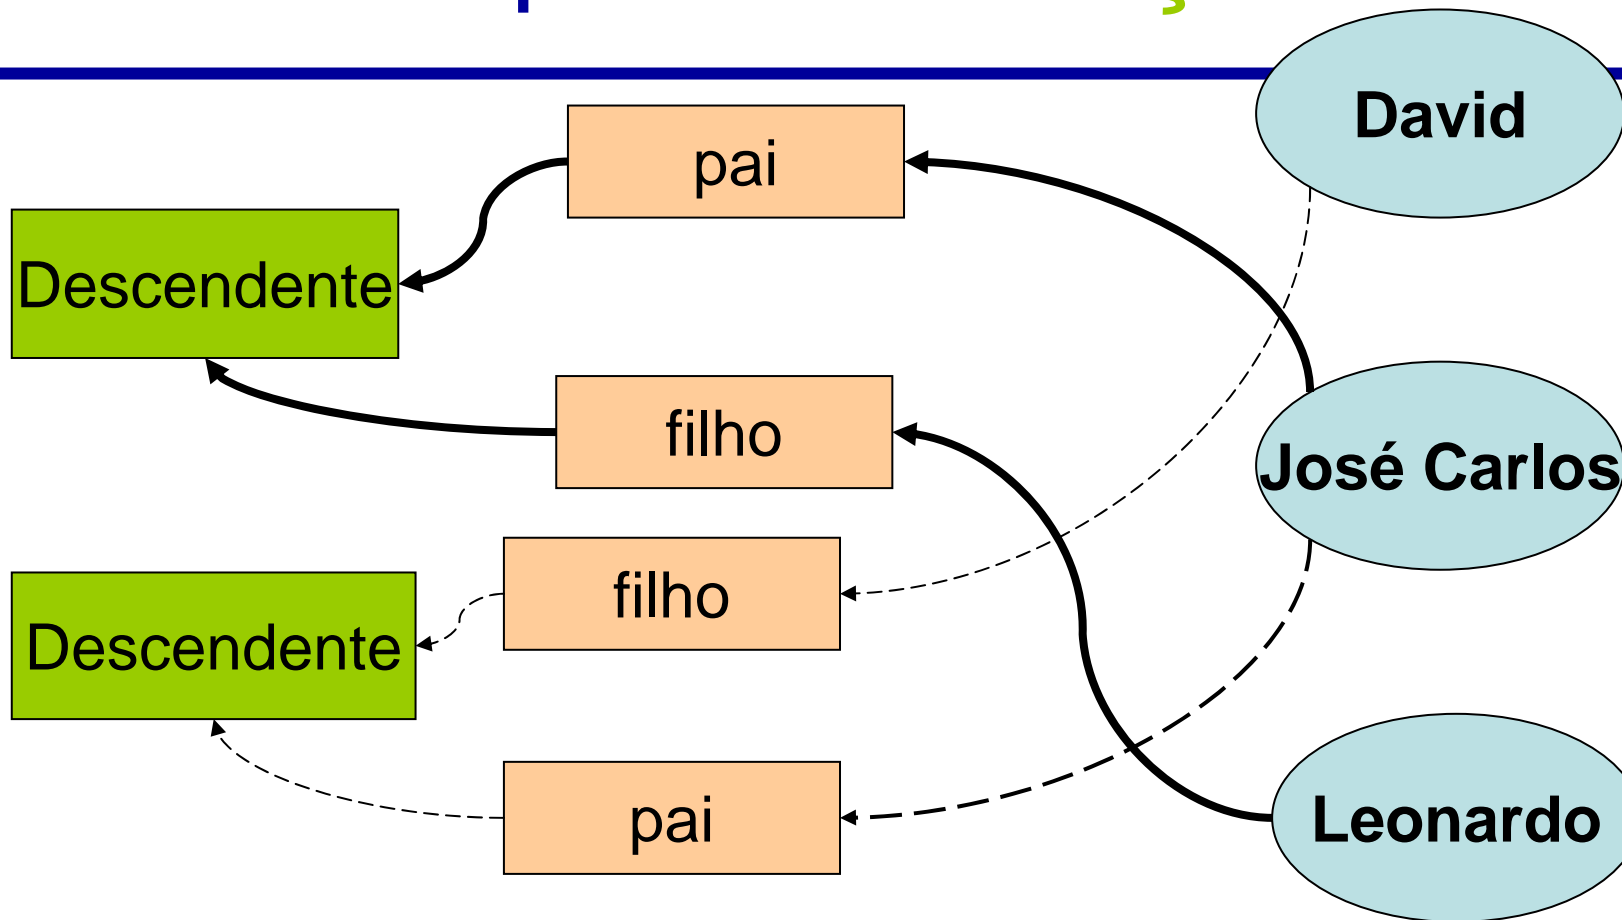 David
pai
Descendente
filho
José Carlos
filho
Descendente
pai
Leonardo